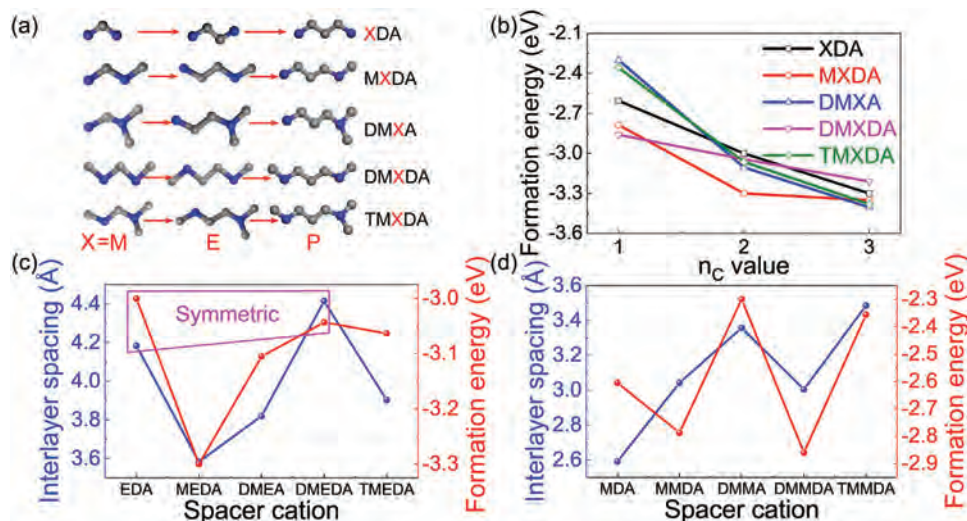 (a)
XDA
MXDA
DMXA
DMXDA
TMXDA
X=M E P
(b)
Formation energy (eV)
-2.1
-2.4
-2.7
-3.0
-3.3
-3.6
XDA
MXDA
DMXA
DMXDA
TMXDA
1 2 3
nC value
(c)
Interlayer spacing (Å)
4.4
4.2
4.0
3.8
3.6
Symmetric
-3.0
-3.1
-3.2
-3.3
Formation energy (eV)
EDA MEDA DMEA DMEDA TMEDA
Spacer cation
(d)
Interlayer spacing (Å)
3.6
3.4
3.2
3.0
2.8
2.6
-2.3
-2.4
-2.5
-2.6
-2.7
-2.8
-2.9
Formation energy (eV)
MDA MMDA DMMA DMMDA TMMDA
Spacer cation